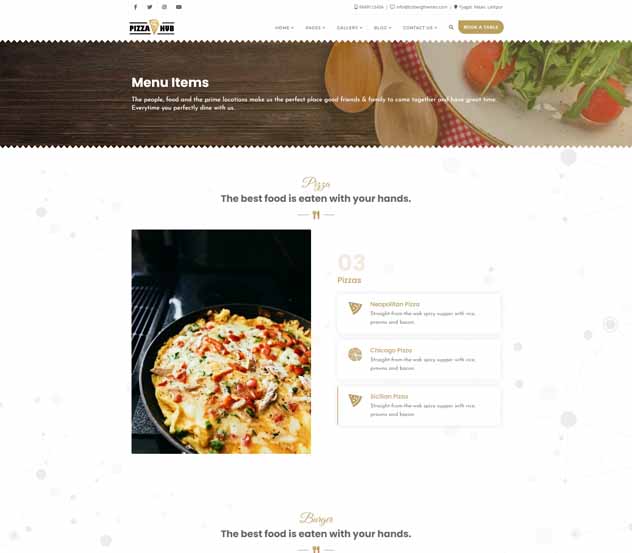 info@icebergthemes.com | Tyagal, Patan, Lalitpur
PIZZA HUB
HOME PAGES GALLERY BLOG CONTACT US BOOK A TABLE
Menu Items
The people, food and the prime locations make us the perfect place good friends & family to come together and have great time.
Everytime you perfectly dine with us.
Pizza
The best food is eaten with your hands.
03
Pizzas
Neapolitan Pizza
Straight-from-the-wok spicy supper with rice,
prawns and bacon.
Chicago Pizza
Straight-from-the-wok spicy supper with rice,
prawns and bacon.
Sicilian Pizza
Straight-from-the-wok spicy supper with rice,
prawns and bacon.
Burger
The best food is eaten with your hands.